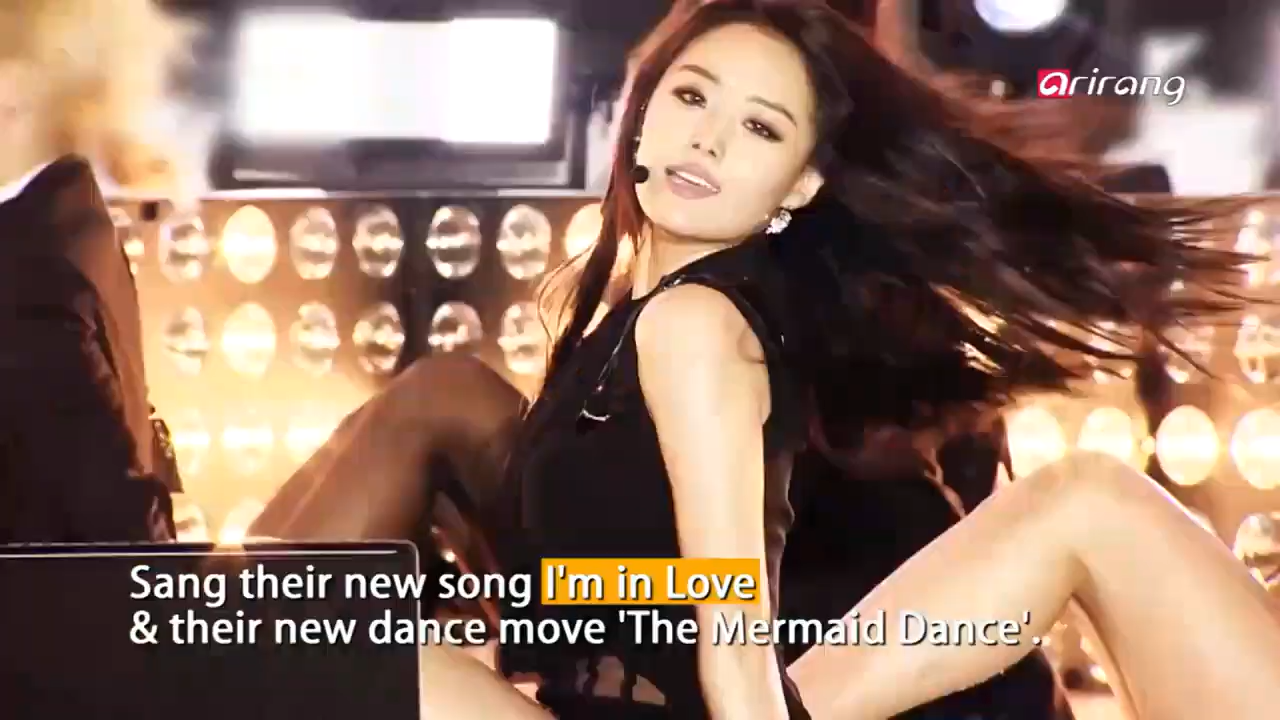 arirang
Sang their new song I'm in Love
& their new dance move 'The Mermaid Dance'.